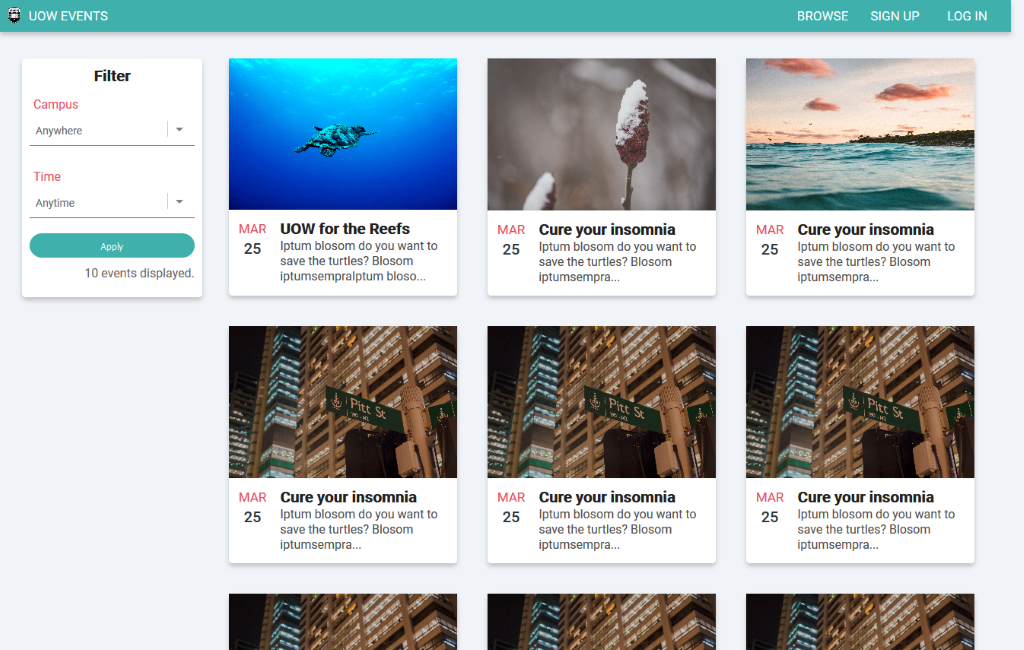 UOW EVENTS
BROWSE
SIGN UP
LOG IN
Filter
Campus
Anywhere
Time
Anytime
Apply
10 events displayed.
MAR
25
UOW for the Reefs
Iptum blosom do you want to
save the turtles? Blosom
iptumsempraIptum bloso...
MAR
25
Cure your insomnia
Iptum blosom do you want to
save the turtles? Blosom
iptumsempra...
MAR
25
Cure your insomnia
Iptum blosom do you want to
save the turtles? Blosom
iptumsempra...
Pitt St
Pitt St
Pitt St
MAR
25
Cure your insomnia
Iptum blosom do you want to
save the turtles? Blosom
iptumsempra...
MAR
25
Cure your insomnia
Iptum blosom do you want to
save the turtles? Blosom
iptumsempra...
MAR
25
Cure your insomnia
Iptum blosom do you want to
save the turtles? Blosom
iptumsempra...